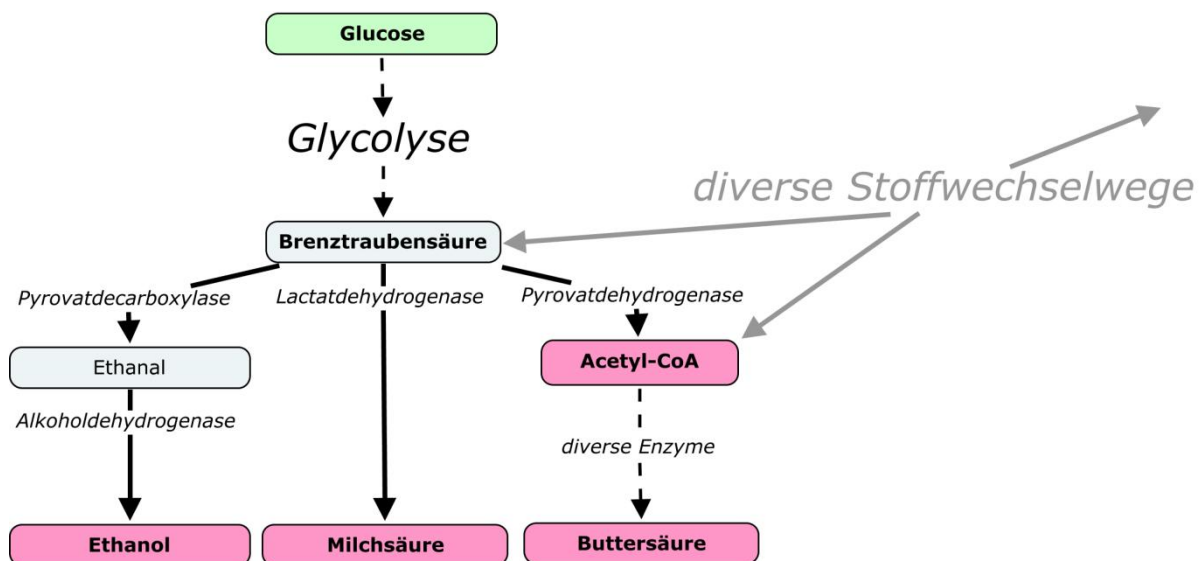 Glucose
Glycolyse
diverse Stoffwechselwege
Brenztraubensäure
Pyrovatdecarboxylase
Lactatdehydrogenase
Pyrovatdehydrogenase
Ethanal
Acetyl-CoA
Alkoholdehydrogenase
diverse Enzyme
Ethanol
Milchsäure
Buttersäure